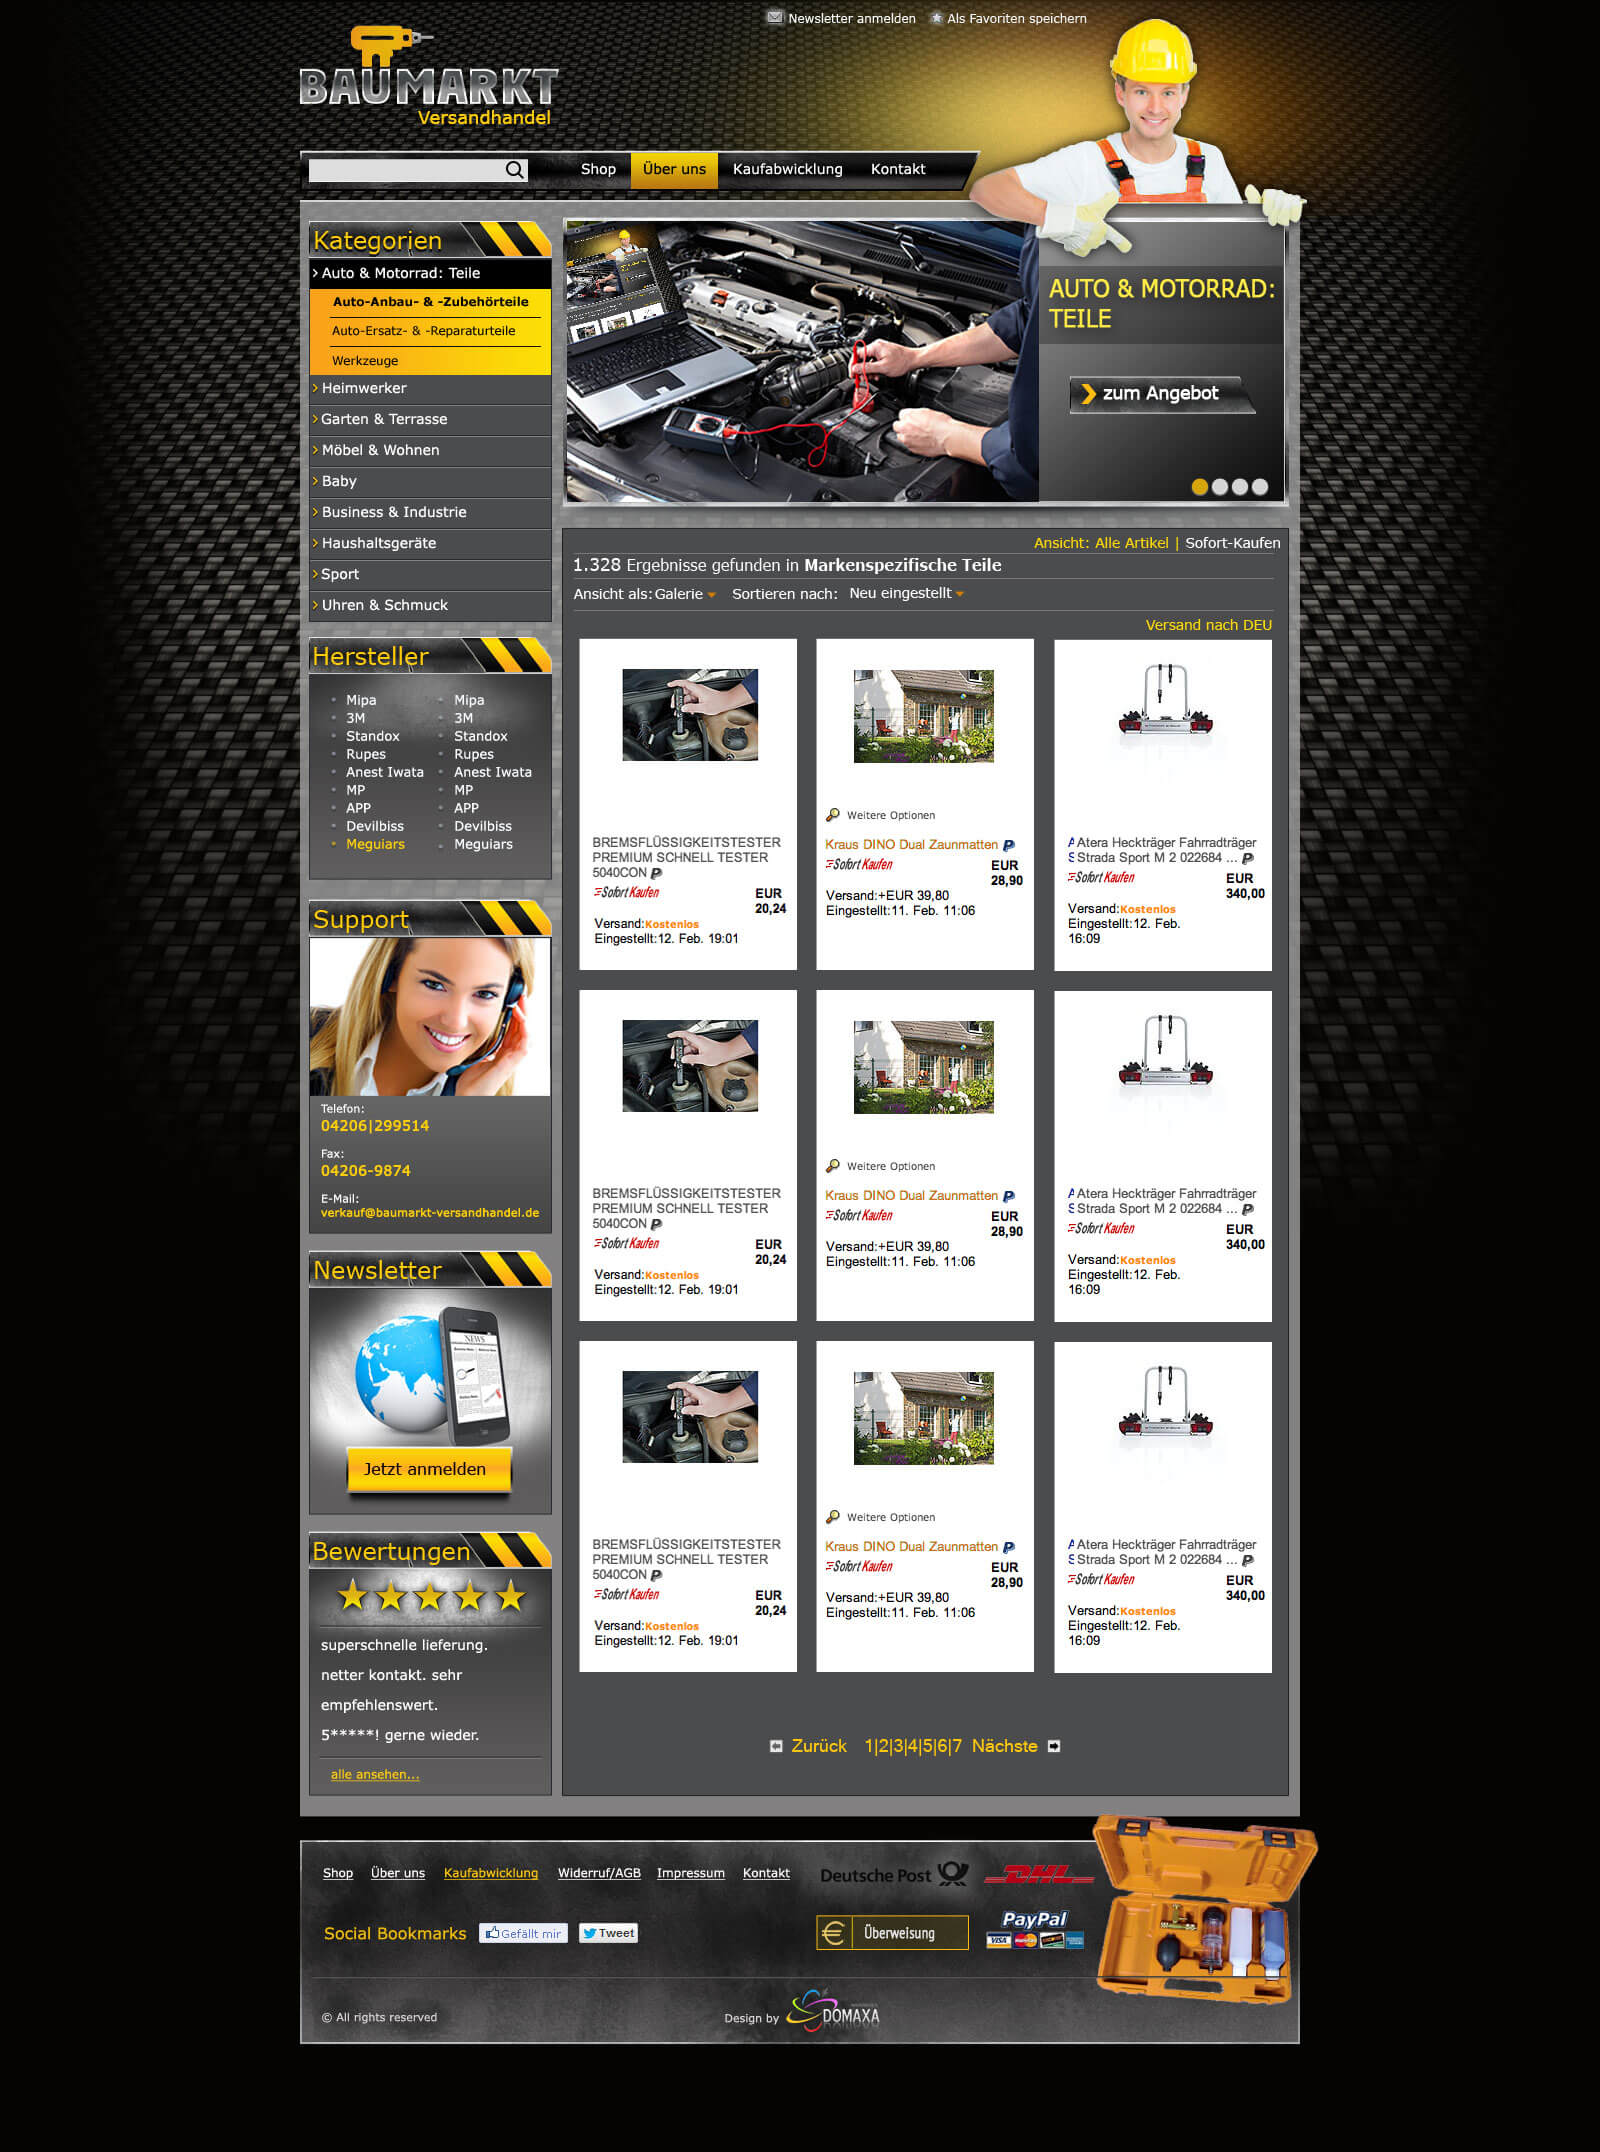 Newsletter anmelden
Als Favoriten speichern
BAUMARKT
Versandhandel
Shop
Über uns
Kaufabwicklung
Kontakt
Kategorien
Auto & Motorrad: Teile
Auto-Anbau- & -Zubehörteile
Auto-Ersatz- & -Reparaturteile
Werkzeuge
Heimwerker
Garten & Terrasse
Möbel & Wohnen
Baby
Business & Industrie
Haushaltsgeräte
Sport
Uhren & Schmuck
Hersteller
Mipa
3M
Standox
Rupes
Anest Iwata
MP
APP
Devilbiss
Meguiars
Mipa
3M
Standox
Rupes
Anest Iwata
MP
APP
Devilbiss
Meguiars
Support
Telefon:
04206|299514
Fax:
04206-9874
E-Mail:
verkauf@baumarkt-versandhandel.de
Newsletter
NEWS
Jetzt anmelden
Bewertungen
superschnelle lieferung.
netter kontakt. sehr
empfehlenswert.
5*****! gerne wieder.
alle ansehen...
AUTO & MOTORRAD:
TEILE
zum Angebot
Ansicht: Alle Artikel | Sofort-Kaufen
1.328 Ergebnisse gefunden in Markenspezifische Teile
Ansicht als: Galerie
Sortieren nach: Neu eingestellt
Versand nach DEU
BREMSFLÜSSIGKEITSTESTER
PREMIUM SCHNELL TESTER
5040CON
Sofort Kaufen
EUR
20,24
Versand:Kostenlos
Eingestellt:12. Feb. 19:01
Weitere Optionen
Kraus DINO Dual Zaunmatten
Sofort Kaufen
EUR
28,90
Versand:+EUR 39,80
Eingestellt:11. Feb. 11:06
Atera Heckträger Fahrradträger
Strada Sport M 2 022684 ...
Sofort Kaufen
EUR
340,00
Versand:Kostenlos
Eingestellt:12. Feb.
16:09
BREMSFLÜSSIGKEITSTESTER
PREMIUM SCHNELL TESTER
5040CON
Sofort Kaufen
EUR
20,24
Versand:Kostenlos
Eingestellt:12. Feb. 19:01
Weitere Optionen
Kraus DINO Dual Zaunmatten
Sofort Kaufen
EUR
28,90
Versand:+EUR 39,80
Eingestellt:11. Feb. 11:06
Atera Heckträger Fahrradträger
Strada Sport M 2 022684 ...
Sofort Kaufen
EUR
340,00
Versand:Kostenlos
Eingestellt:12. Feb.
16:09
BREMSFLÜSSIGKEITSTESTER
PREMIUM SCHNELL TESTER
5040CON
Sofort Kaufen
EUR
20,24
Versand:Kostenlos
Eingestellt:12. Feb. 19:01
Weitere Optionen
Kraus DINO Dual Zaunmatten
Sofort Kaufen
EUR
28,90
Versand:+EUR 39,80
Eingestellt:11. Feb. 11:06
Atera Heckträger Fahrradträger
Strada Sport M 2 022684 ...
Sofort Kaufen
EUR
340,00
Versand:Kostenlos
Eingestellt:12. Feb.
16:09
Zurück 1|2|3|4|5|6|7 Nächste
Shop
Über uns
Kaufabwicklung
Widerruf/AGB
Impressum
Kontakt
Deutsche Post
DHL
Social Bookmarks
Gefällt mir
Tweet
€ Überweisung
PayPal
VISA
© All rights reserved
Design by DOMAXA